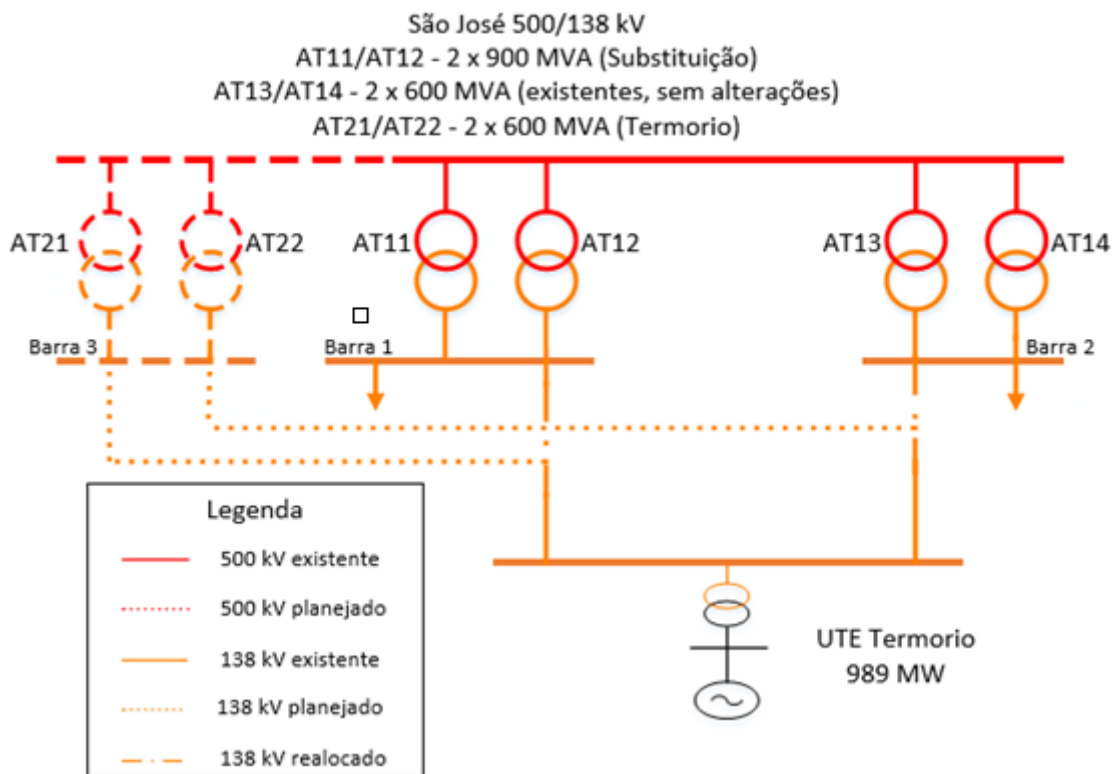 São José 500/138 kV
AT11/AT12 - 2 x 900 MVA (Substituição)
AT13/AT14 - 2 x 600 MVA (existentes, sem alterações)
AT21/AT22 - 2 x 600 MVA (Termorio)
AT21
AT22
AT11
AT12
AT13
AT14
Barra 3
Barra 1
Barra 2
Legenda
500 kV existente
500 kV planejado
138 kV existente
138 kV planejado
138 kV realocado
UTE Termorio
989 MW